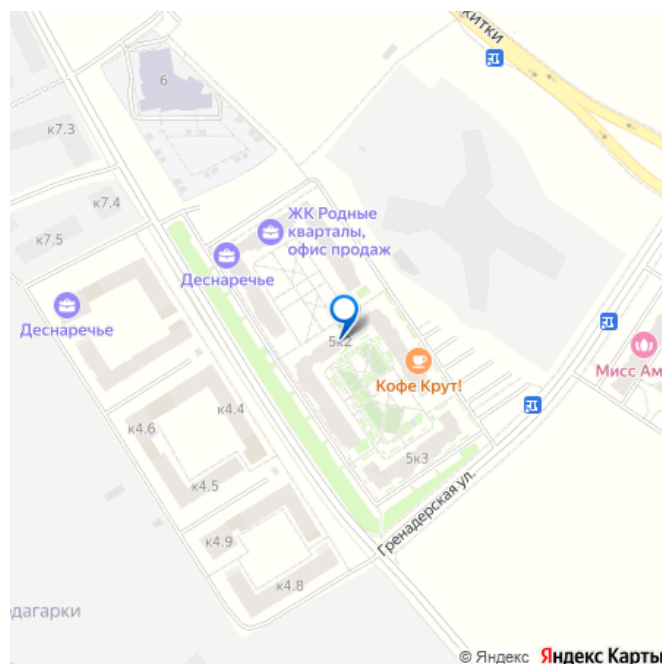 китки
6
к7.3
к7.4
ЖК Родные
кварталы,
офис продаж
к7.5
Деснаречье
Деснаречье
5к2
Мисс Ам
Кофе Крут!
к4.4
к4.6
5к3
к4.5
Гренадерская ул.
к4.9
к4.8
дагарки
© Яндекс Яндекс Карты